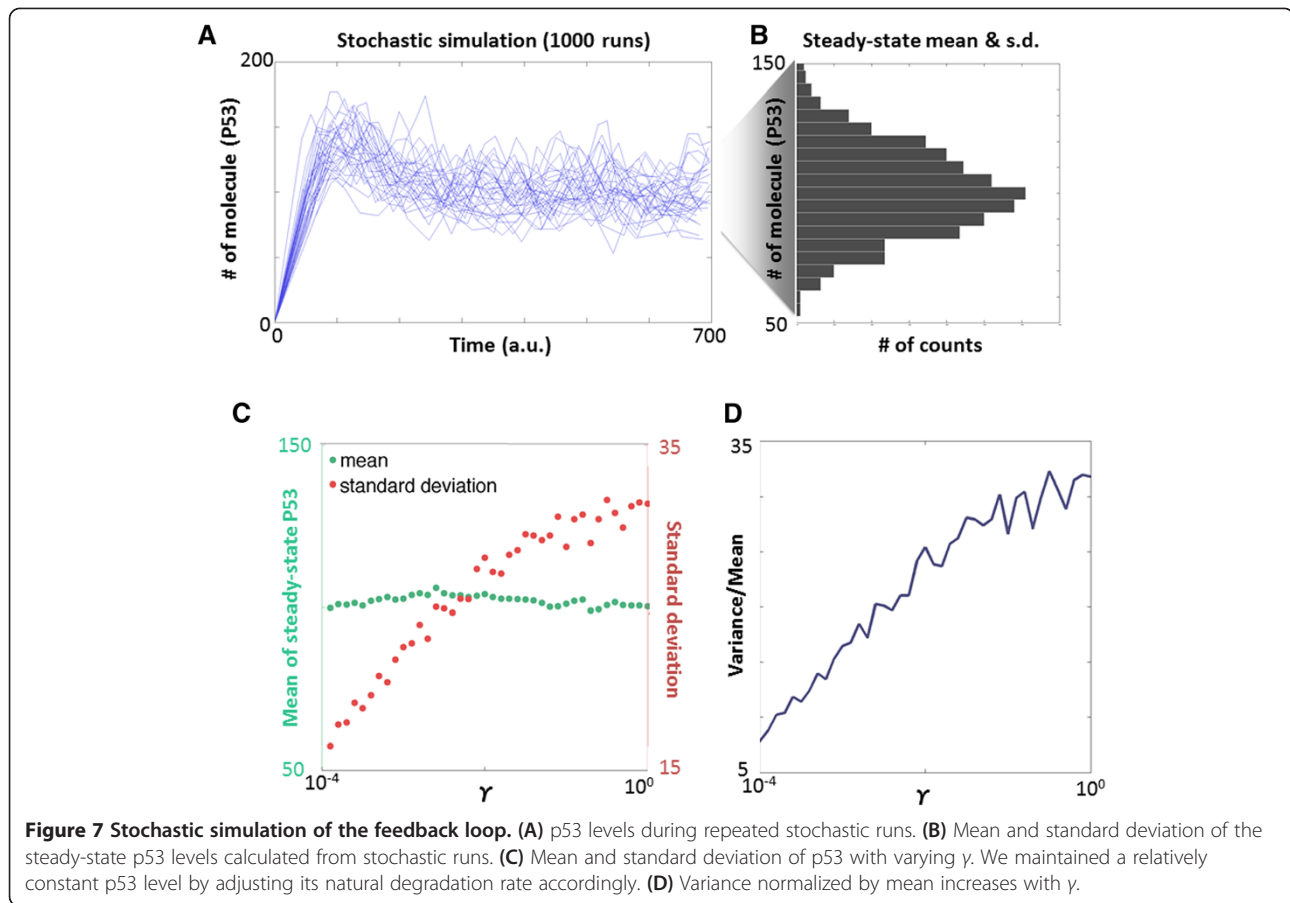 A
Stochastic simulation (1000 runs)
200
# of molecule (P53)
0
0
Time (a.u.)
700
B
Steady-state mean & s.d.
150
# of molecule (P53)
50
# of counts
C
150
Mean of steady-state P53
50
mean
standard deviation
35
Standard deviation
15
10⁻⁴
γ
10⁰
D
35
Variance/Mean
5
10⁻⁴
γ
10⁰
Figure 7 Stochastic simulation of the feedback loop. (A) p53 levels during repeated stochastic runs. (B) Mean and standard deviation of the
steady-state p53 levels calculated from stochastic runs. (C) Mean and standard deviation of p53 with varying γ. We maintained a relatively
constant p53 level by adjusting its natural degradation rate accordingly. (D) Variance normalized by mean increases with γ.